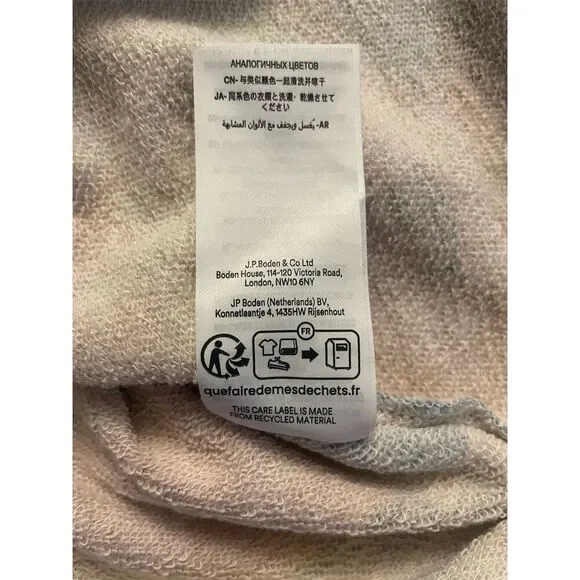 АНАЛОГИЧНЫХ ЦВЕТОВ
CN- 与类似颜色一起清洗并晾干
JA- 同系色の衣類と洗濯・乾燥させて
ください
AR- يُغسل ويجفف مع الألوان المشابهة
J.P.Boden & Co Ltd
Boden House, 114-120 Victoria Road,
London, NW10 6NY
JP Boden (Netherlands) BV,
Konnetlaantje 4, 1435HW Rijsenhout
FR
quefairedemesdechets.fr
THIS CARE LABEL IS MADE
FROM RECYCLED MATERIAL